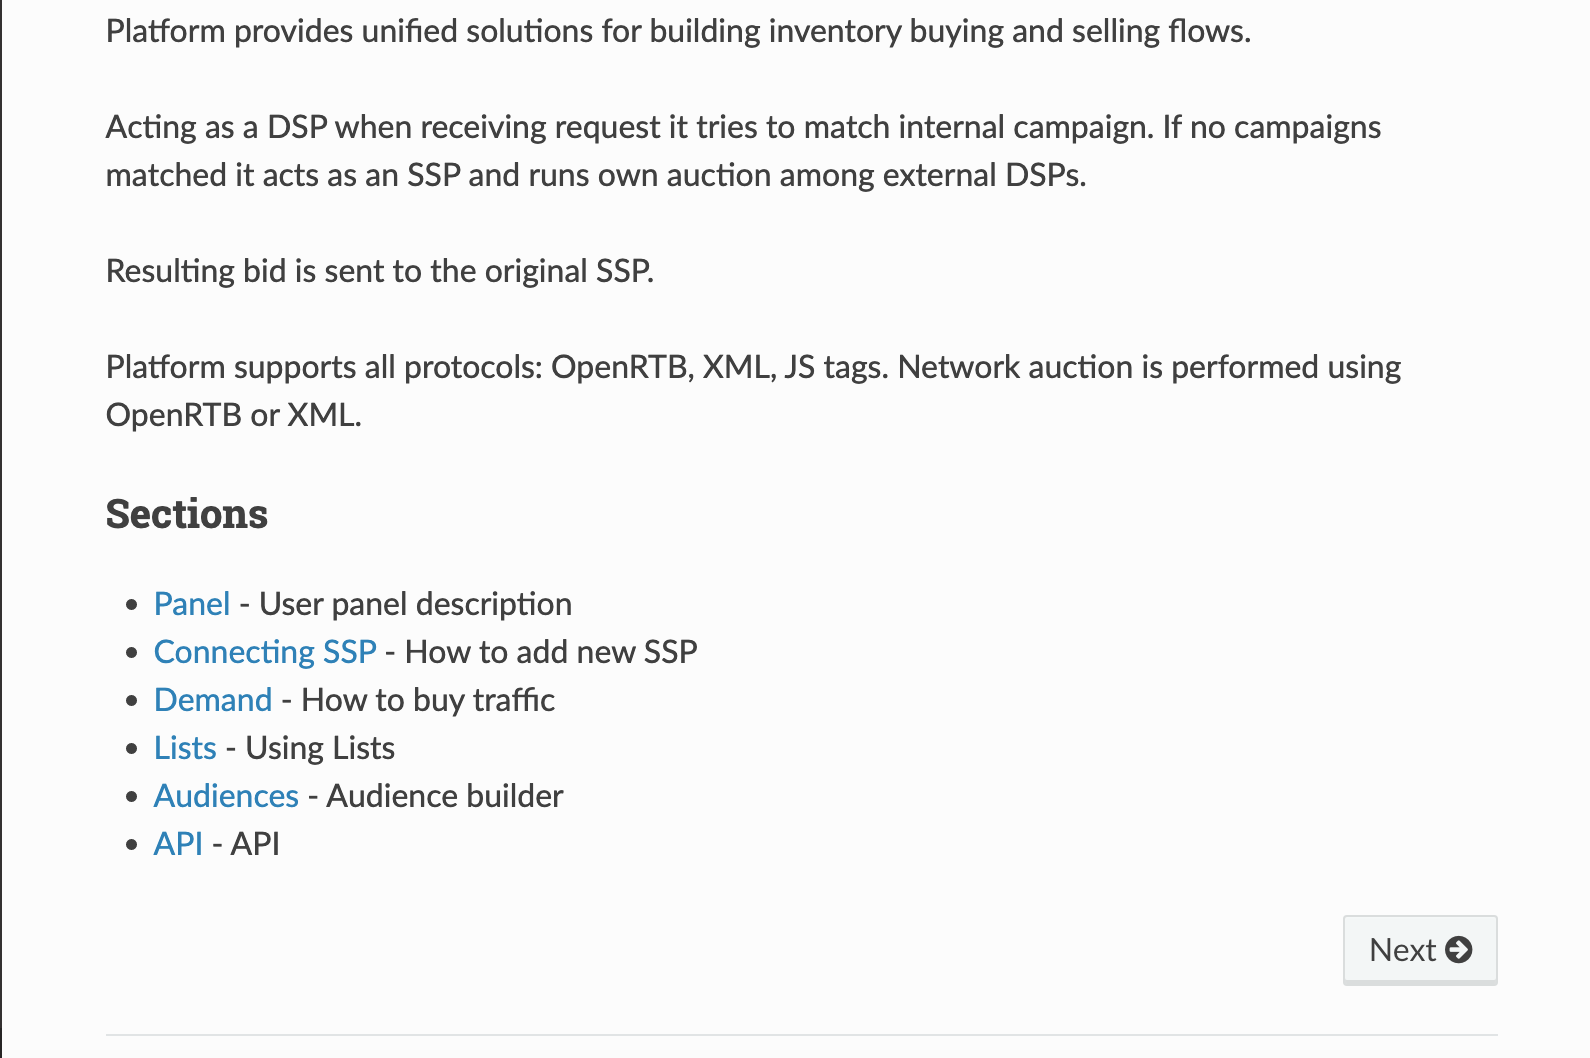 Platform provides unified solutions for building inventory buying and selling flows.
Acting as a DSP when receiving request it tries to match internal campaign. If no campaigns
matched it acts as an SSP and runs own auction among external DSPs.
Resulting bid is sent to the original SSP.
Platform supports all protocols: OpenRTB, XML, JS tags. Network auction is performed using
OpenRTB or XML.
Sections
• Panel - User panel description
• Connecting SSP - How to add new SSP
• Demand - How to buy traffic
• Lists - Using Lists
• Audiences - Audience builder
• API - API
Next